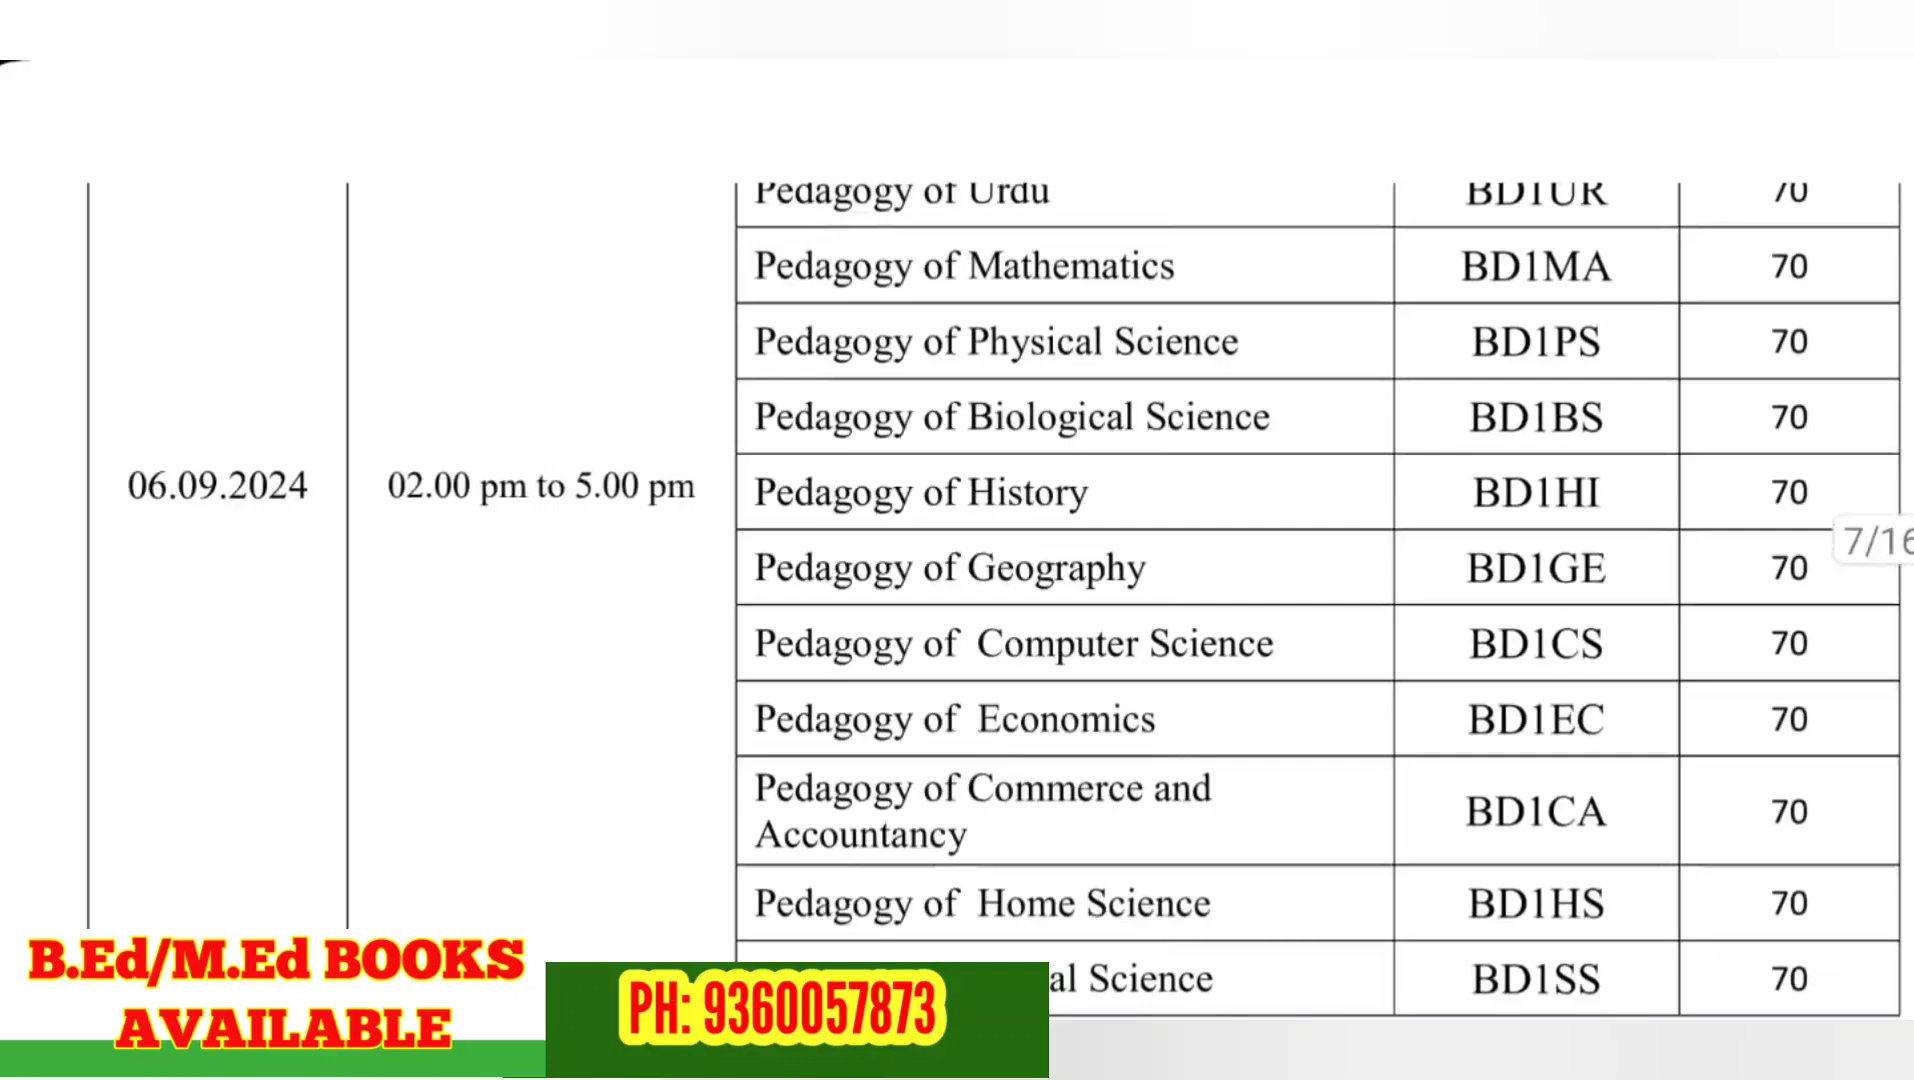 Pedagogy of Urdu BD1UR 70
Pedagogy of Mathematics BD1MA 70
Pedagogy of Physical Science BD1PS 70
Pedagogy of Biological Science BD1BS 70
06.09.2024 02.00 pm to 5.00 pm Pedagogy of History BD1HI 70
7/16
Pedagogy of Geography BD1GE 70
Pedagogy of Computer Science BD1CS 70
Pedagogy of Economics BD1EC 70
Pedagogy of Commerce and
Accountancy BD1CA 70
Pedagogy of Home Science BD1HS 70
al Science BD1SS 70
B.Ed/M.Ed BOOKS
AVAILABLE
PH: 9360057873